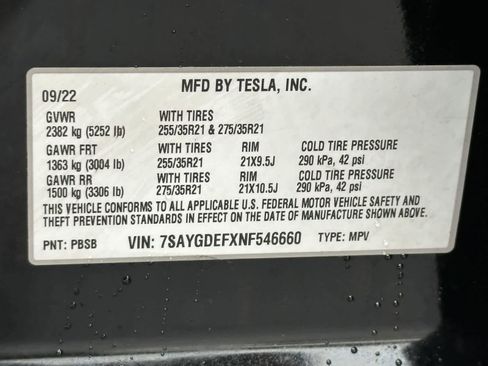 MFD BY TESLA, INC.
09/22
GVWR WITH TIRES
2382 kg (5252 lb) 255/35R21 & 275/35R21
GAWR FRT WITH TIRES RIM COLD TIRE PRESSURE
1363 kg (3004 lb) 255/35R21 21X9.5J 290 kPa, 42 psi
GAWR RR WITH TIRES RIM COLD TIRE PRESSURE
1500 kg (3306 lb) 275/35R21 21X10.5J 290 kPa, 42 psi
THIS VEHICLE CONFORMS TO ALL APPLICABLE U.S. FEDERAL MOTOR VEHICLE SAFETY AND
THEFT PREVENTION STANDARDS IN EFFECT ON THE DATE OF MANUFACTURE SHOWN ABOVE.
PNT: PBSB VIN: 7SAYGDEFXNF546660 TYPE: MPV